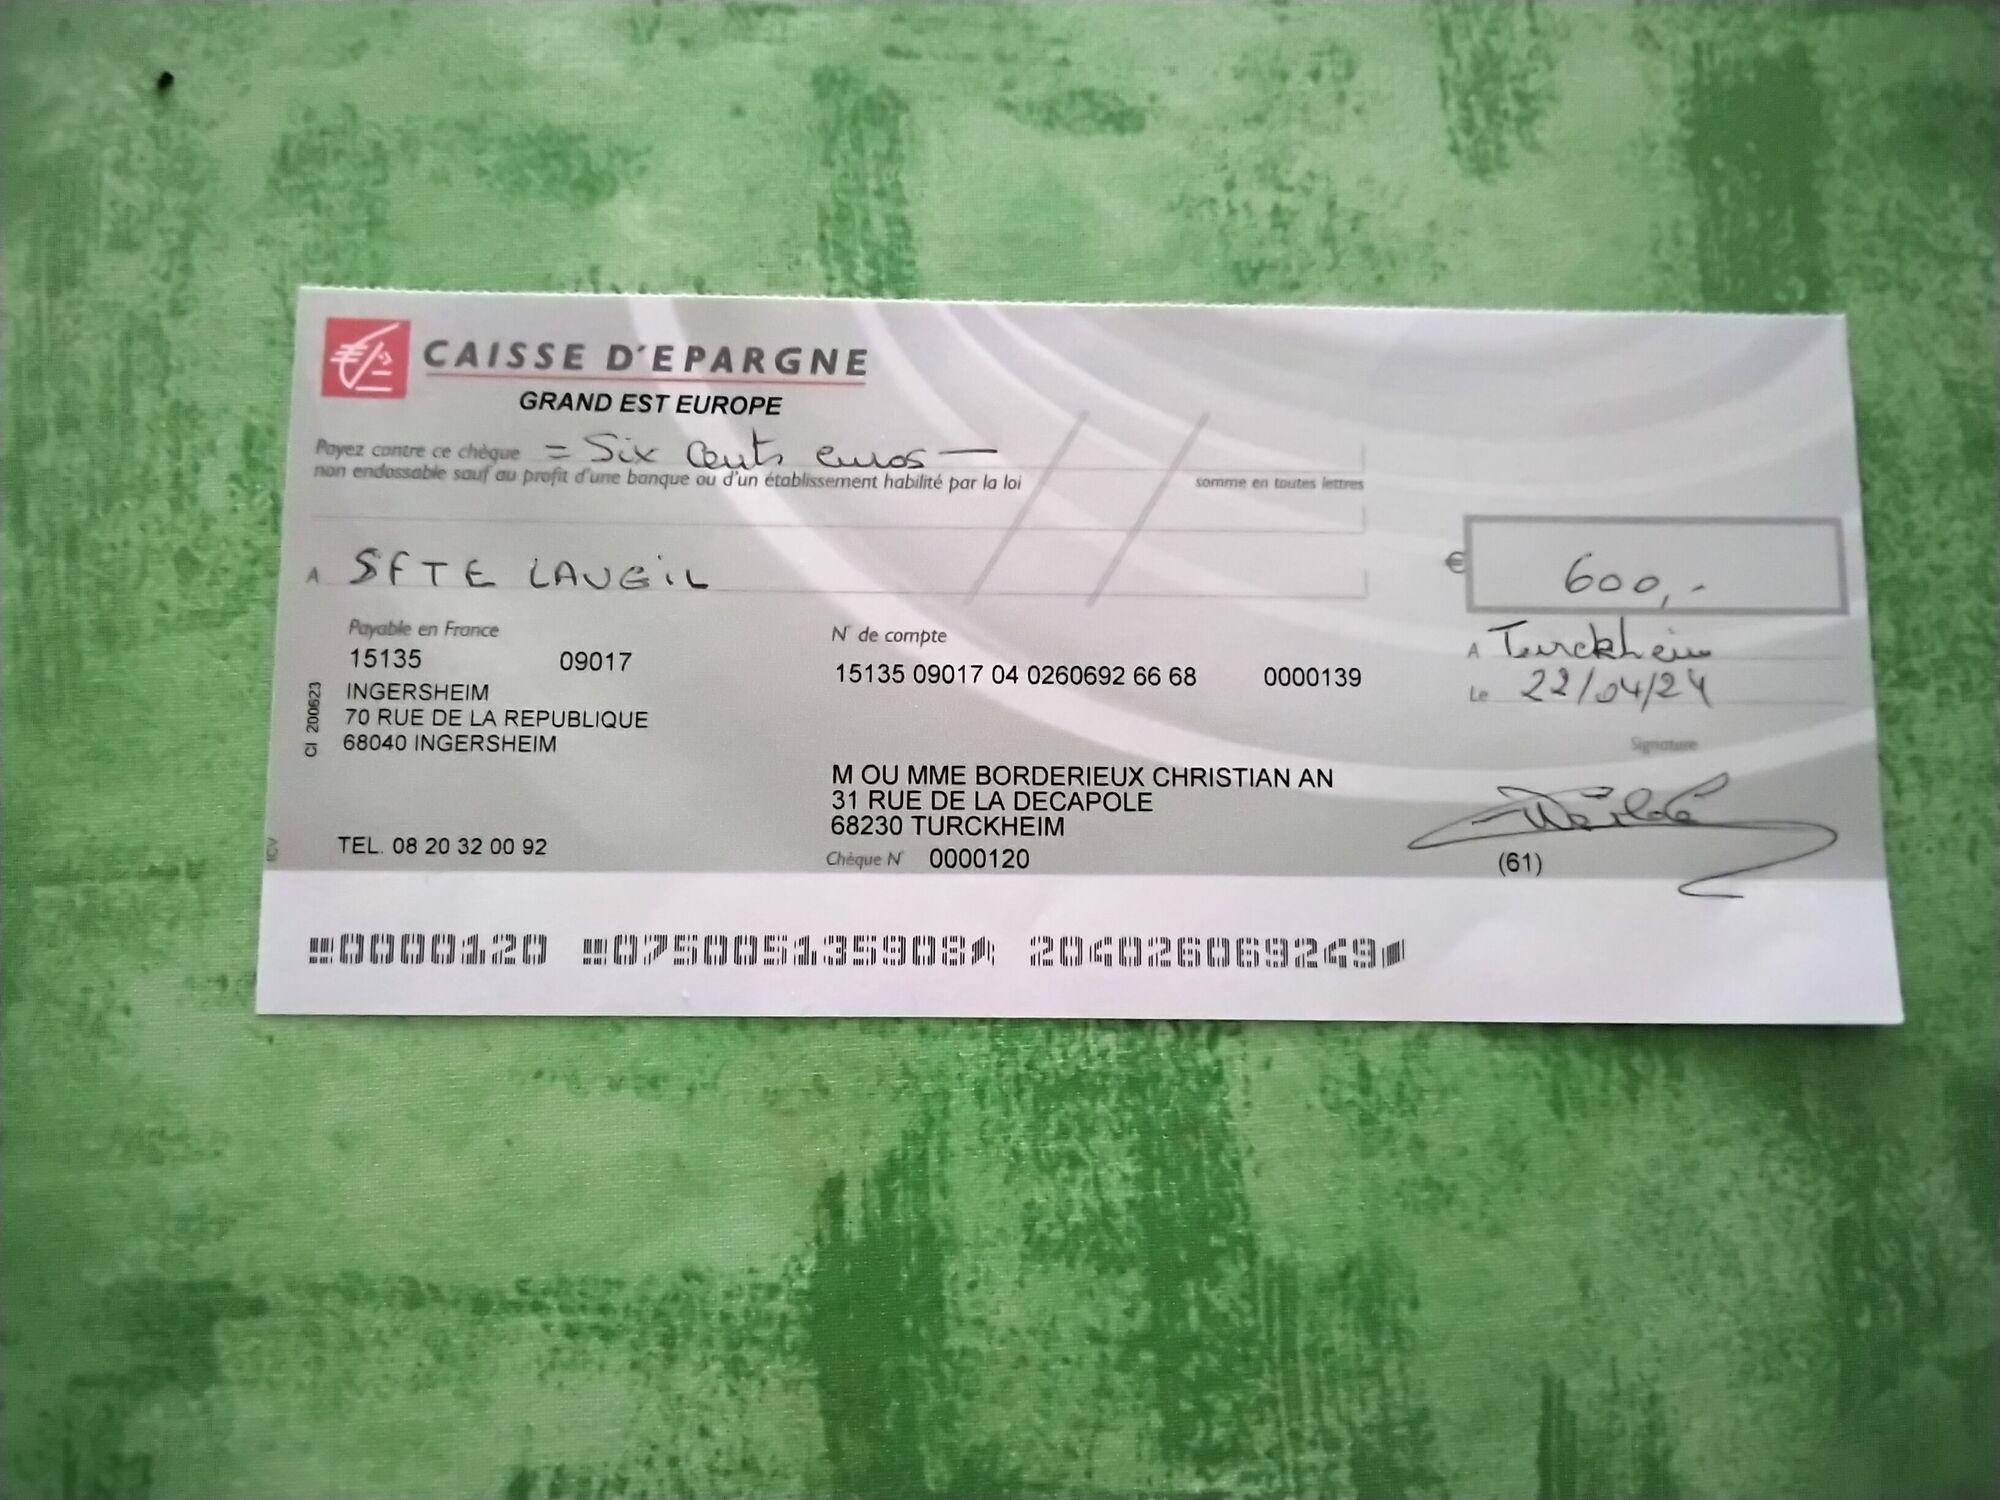 CAISSE D'EPARGNE
GRAND EST EUROPE
Payez contre ce chèque = Six cents euros —
non endossable sauf au profit d'une banque ou d'un établissement habilité par la loi
somme en toutes lettres
A SFTE LAUGIL
€ 600,-
Payable en France
15135 09017
N° de compte
15135 09017 04 0260692 66 68 0000139
A Turckheim
Le 22/04/24
INGERSHEIM
70 RUE DE LA REPUBLIQUE
68040 INGERSHEIM
CI 200623
Signature
M OU MME BORDERIEUX CHRISTIAN AN
31 RUE DE LA DECAPOLE
68230 TURCKHEIM
TEL. 08 20 32 00 92
Chèque N° 0000120
(61)
0000120 075005135908 204026069249